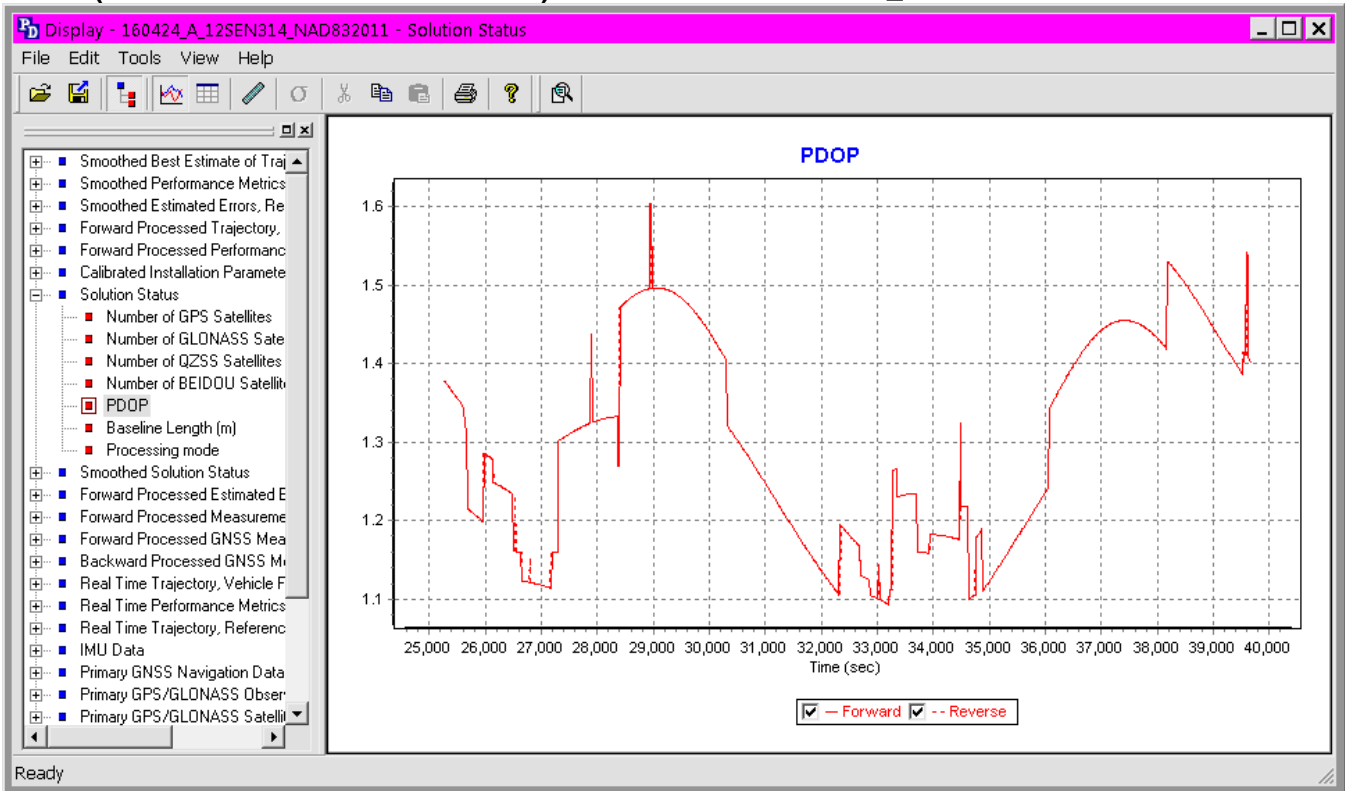 Display - 160424_A_12SEN314_NAD832011 - Solution Status
File Edit Tools View Help
Smoothed Best Estimate of Traj
Smoothed Performance Metrics
Smoothed Estimated Errors, Re
Forward Processed Trajectory,
Forward Processed Performanc
Calibrated Installation Paramete
Solution Status
Number of GPS Satellites
Number of GLONASS Sate
Number of QZSS Satellites
Number of BEIDOU Satellit
PDOP
Baseline Length (m)
Processing mode
Smoothed Solution Status
Forward Processed Estimated E
Forward Processed Measureme
Forward Processed GNSS Mea
Backward Processed GNSS M
Real Time Trajectory, Vehicle F
Real Time Performance Metrics
Real Time Trajectory, Referenc
IMU Data
Primary GNSS Navigation Data
Primary GPS/GLONASS Obser
Primary GPS/GLONASS Satelli
PDOP
1.6
1.5
1.4
1.3
1.2
1.1
25,000 26,000 27,000 28,000 29,000 30,000 31,000 32,000 33,000 34,000 35,000 36,000 37,000 38,000 39,000 40,000
Time (sec)
Forward Reverse
Ready